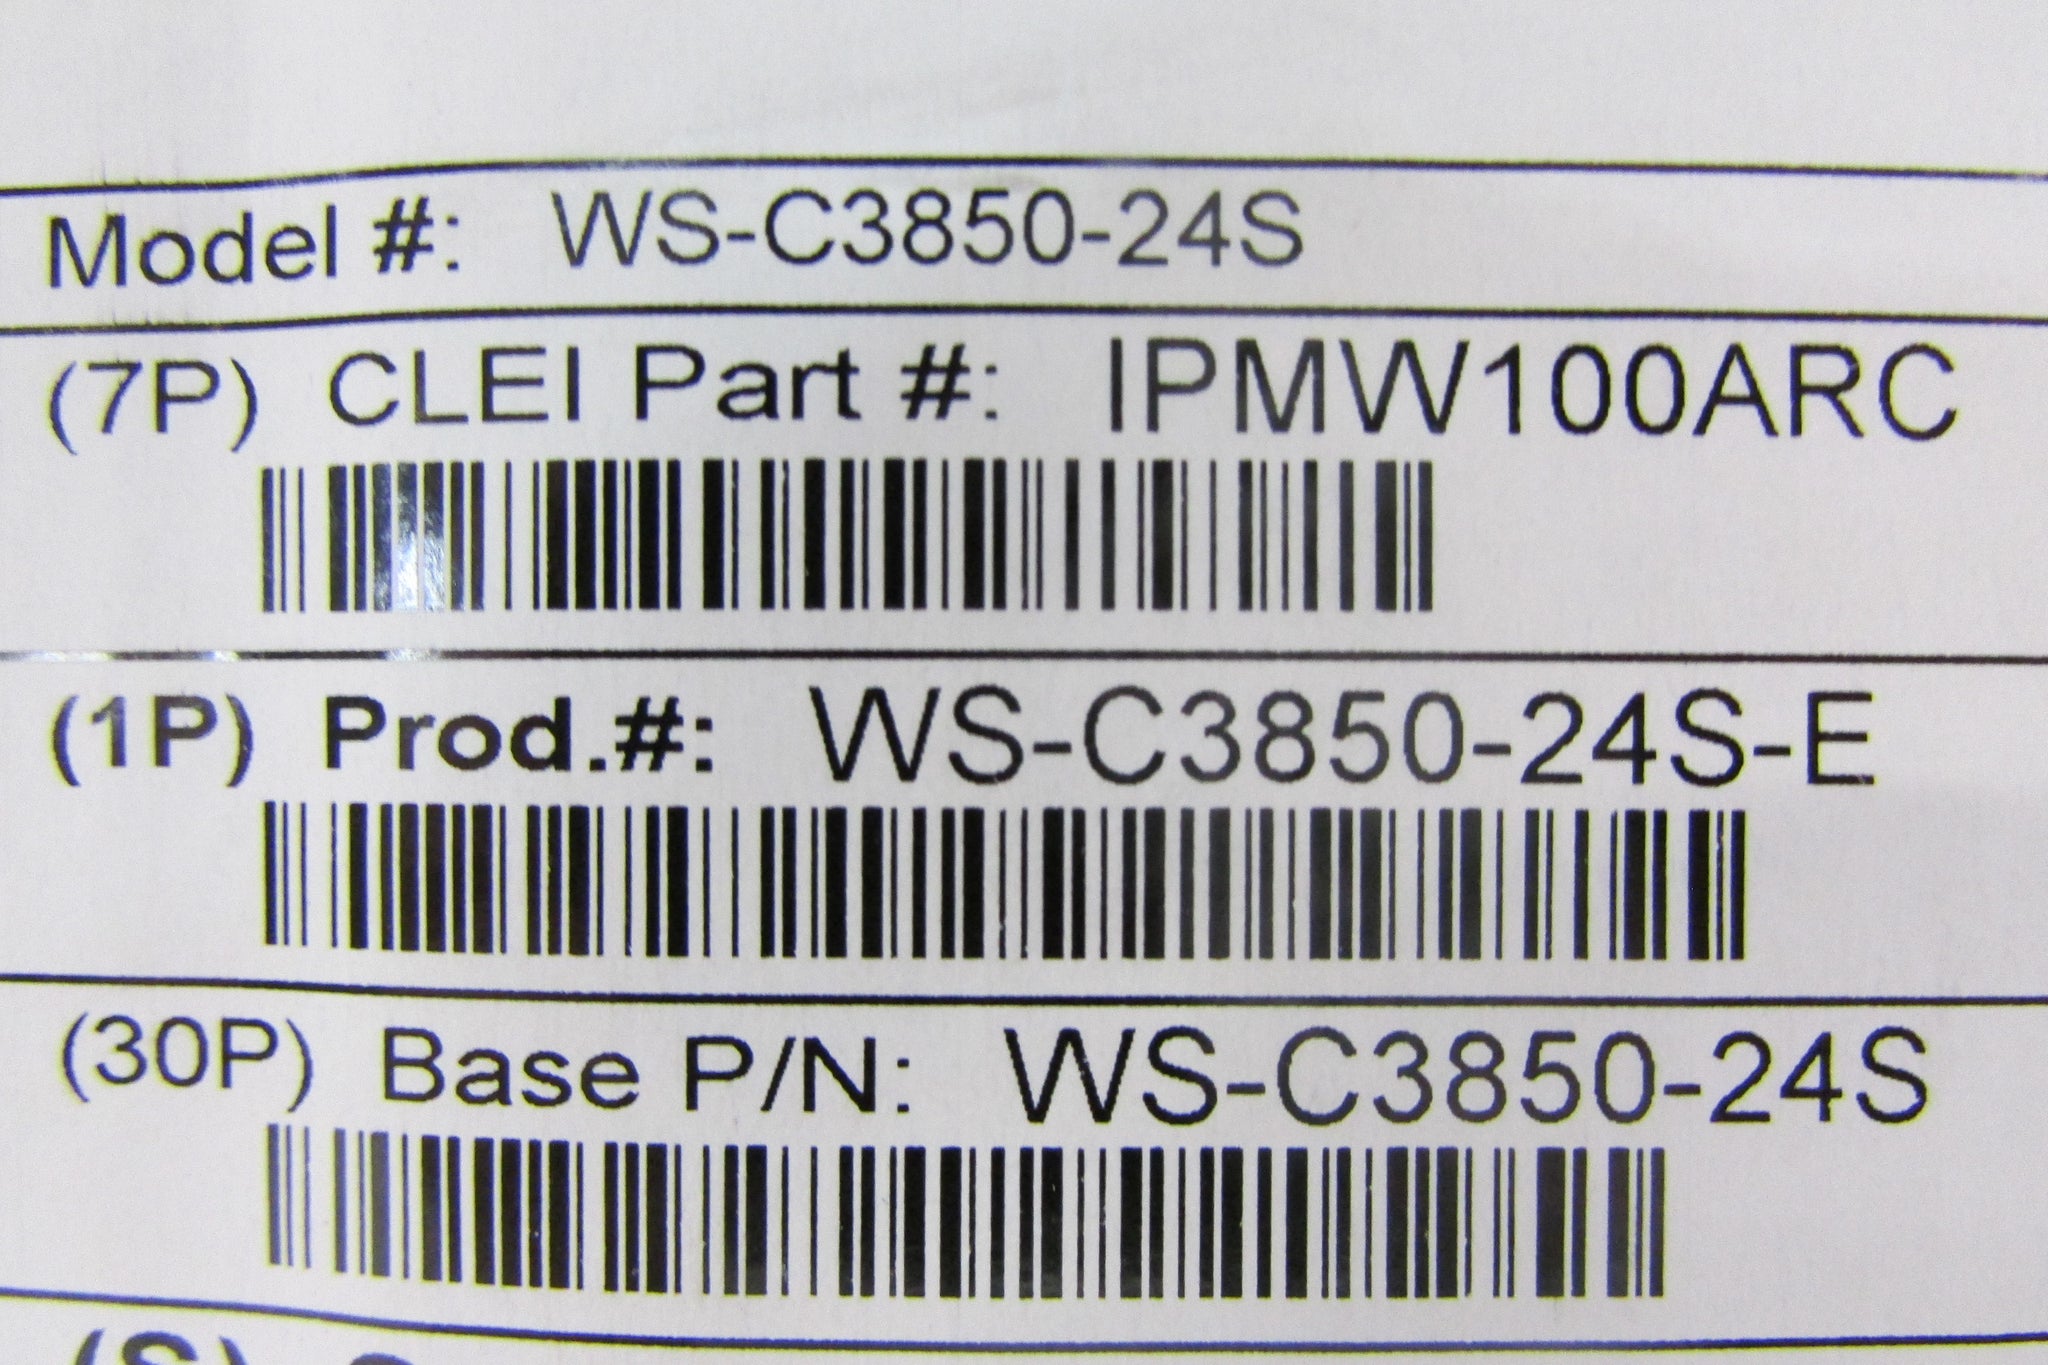 Model #: WS-C3850-24S
(7P) CLEI Part #: IPMW100ARC
(1P) Prod.#: WS-C3850-24S-E
(30P) Base P/N: WS-C3850-24S